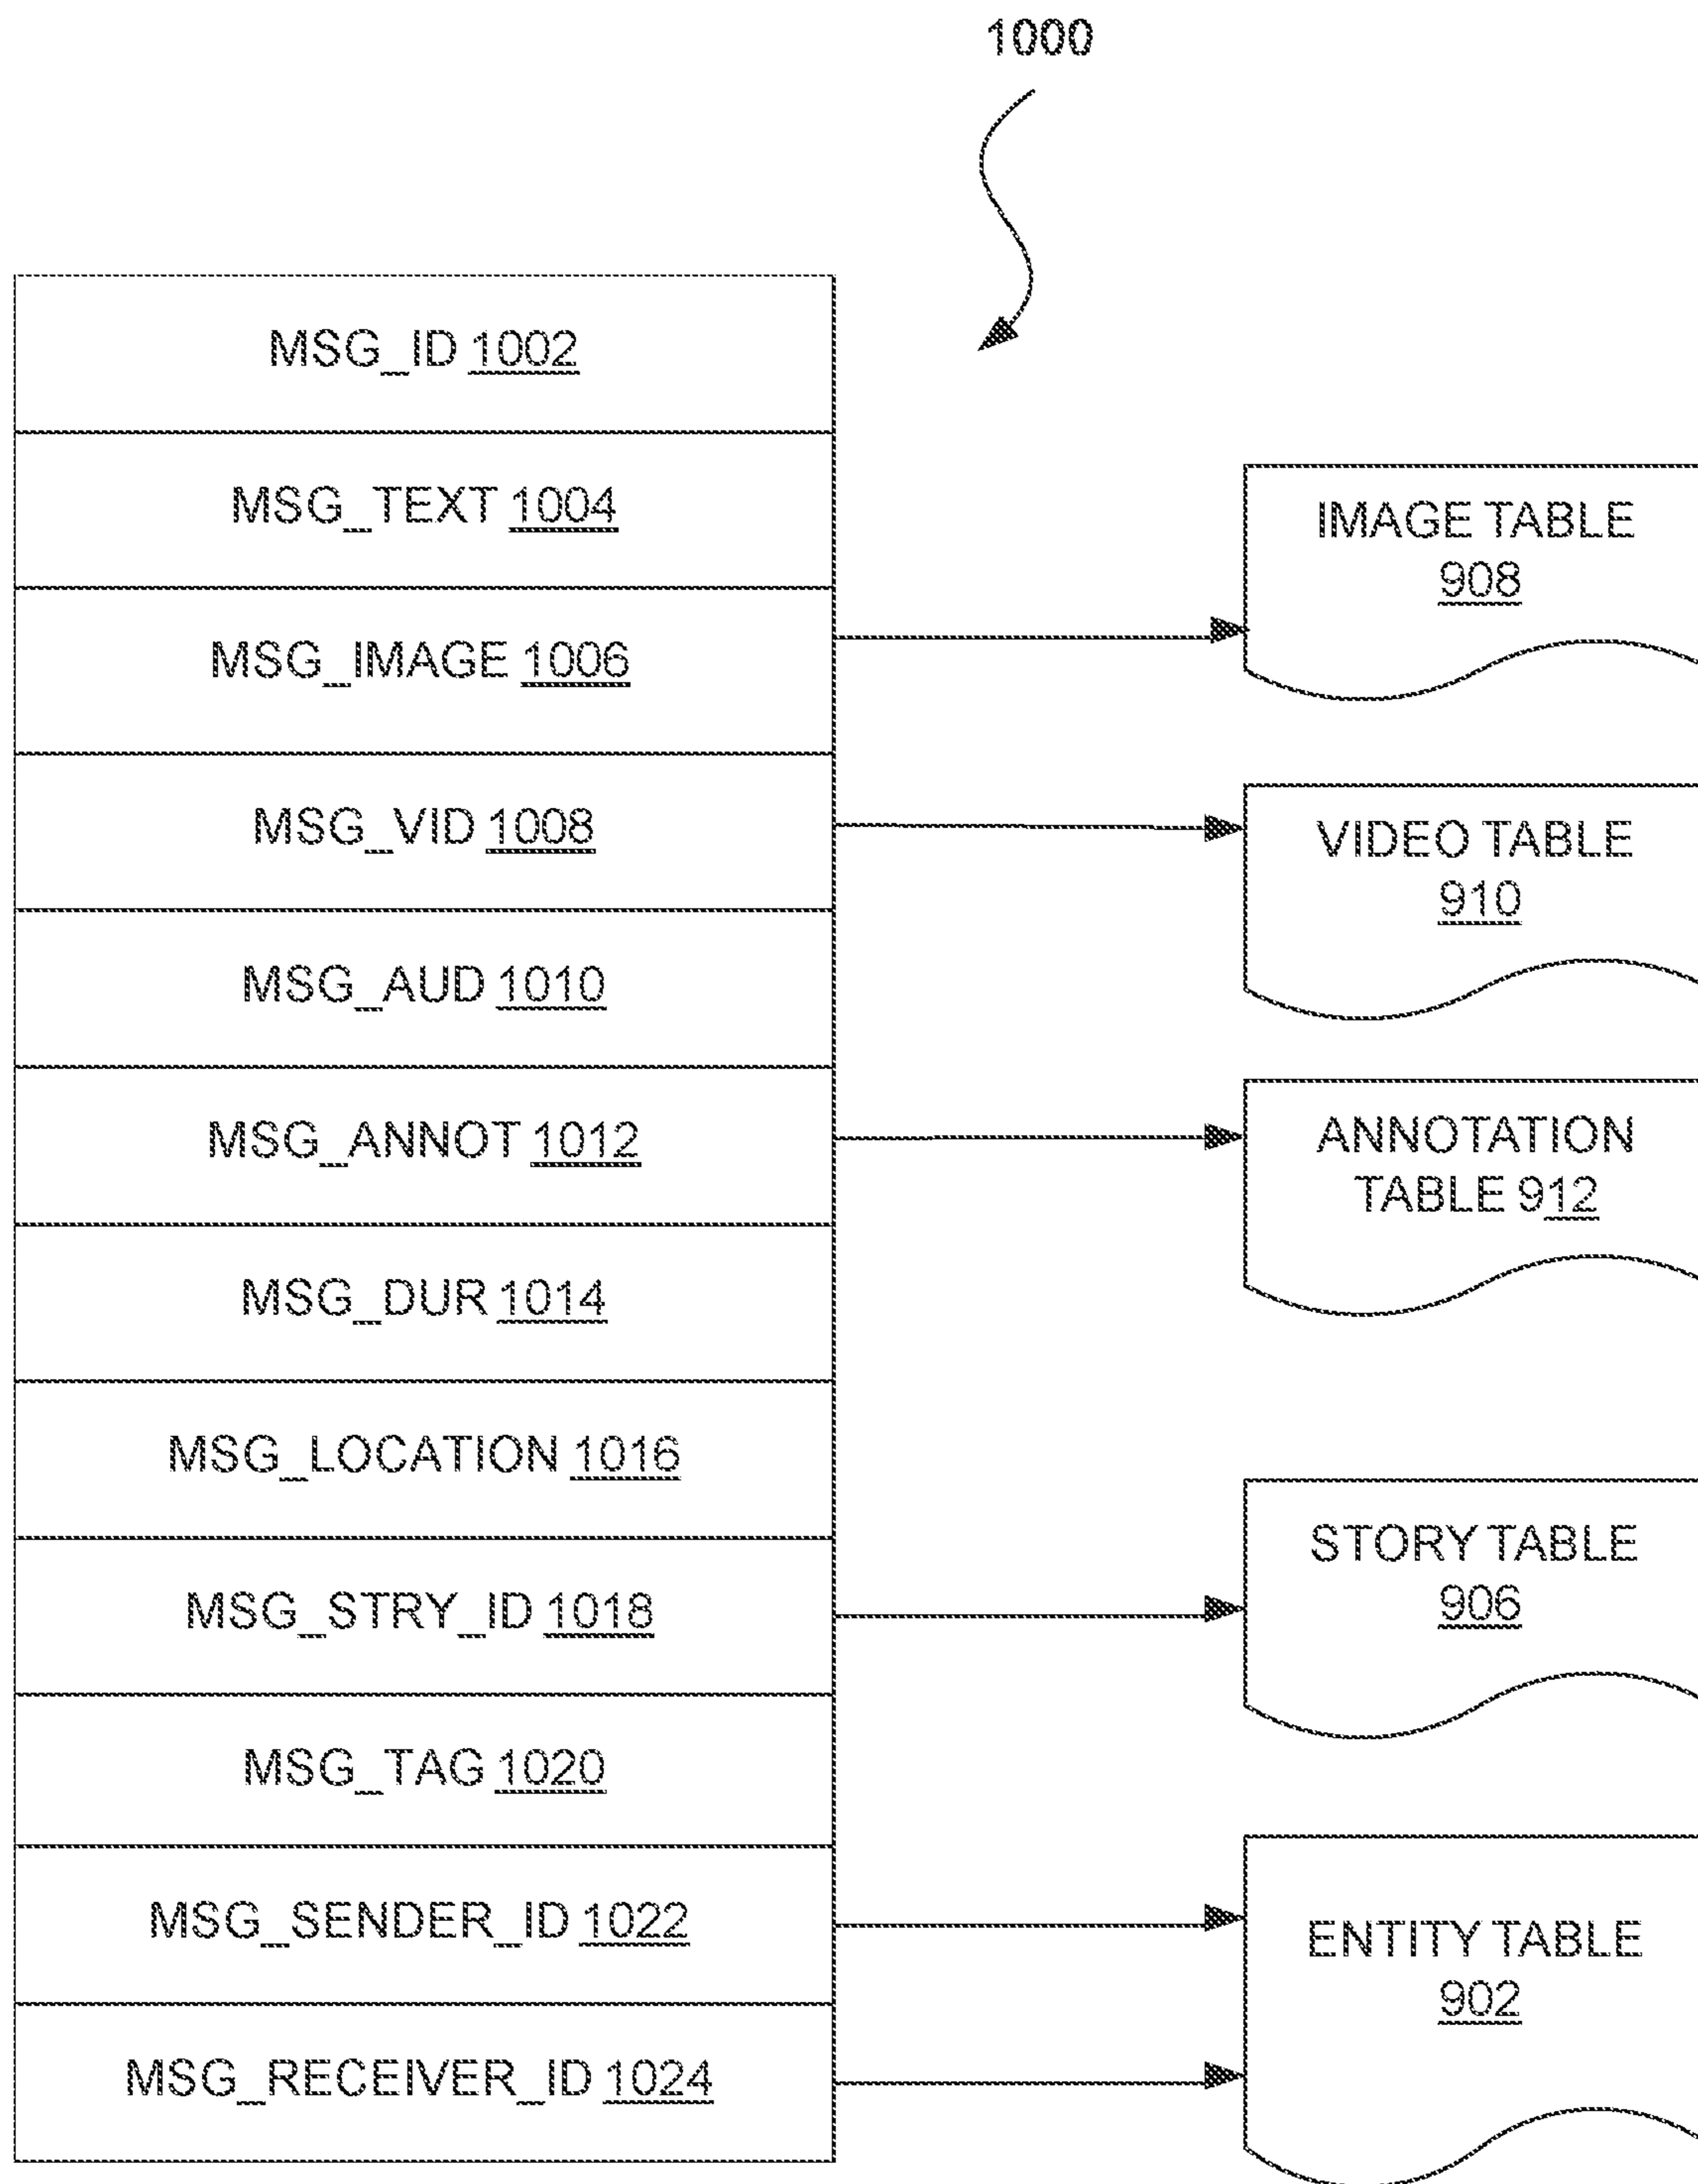 1000
MSG_ID 1002
MSG_TEXT 1004
MSG_IMAGE 1006
MSG_VID 1008
MSG_AUD 1010
MSG_ANNOT 1012
MSG_DUR 1014
MSG_LOCATION 1016
MSG_STRY_ID 1018
MSG_TAG 1020
MSG_SENDER_ID 1022
MSG_RECEIVER_ID 1024
IMAGE TABLE
908
VIDEO TABLE
910
ANNOTATION
TABLE 912
STORY TABLE
906
ENTITY TABLE
902